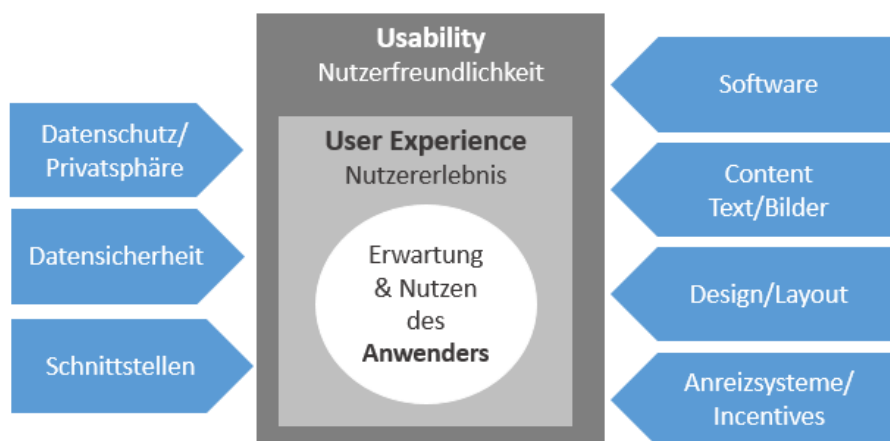 Usability
Nutzerfreundlichkeit
User Experience
Nutzererlebnis
Erwartung
& Nutzen
des
Anwenders
Datenschutz/
Privatsphäre
Datensicherheit
Schnittstellen
Software
Content
Text/Bilder
Design/Layout
Anreizsysteme/
Incentives